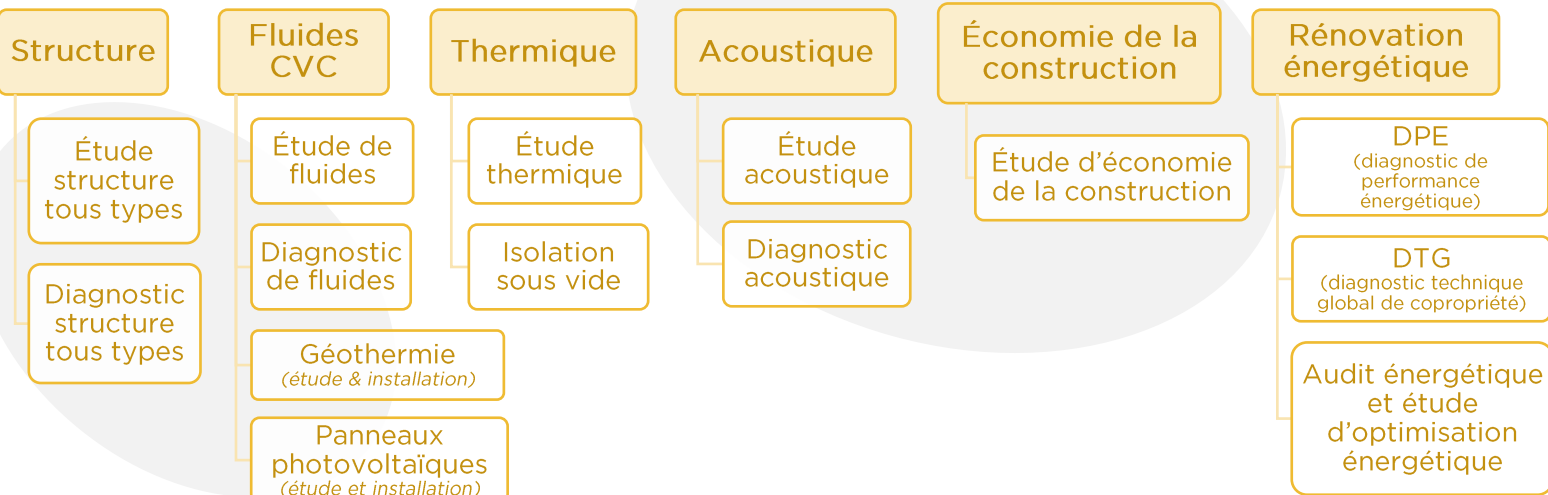 Structure
Étude
structure
tous types
Diagnostic
structure
tous types
Fluides
CVC
Étude de
fluides
Diagnostic
de fluides
Géothermie
(étude & installation)
Panneaux
photovoltaïques
(étude et installation)
Thermique
Étude
thermique
Isolation
sous vide
Acoustique
Étude
acoustique
Diagnostic
acoustique
Économie de la
construction
Étude d’économie
de la construction
Rénovation
énergétique
DPE
(diagnostic de
performance
énergétique)
DTG
(diagnostic technique
global de copropriété)
Audit énergétique
et étude
d’optimisation
énergétique